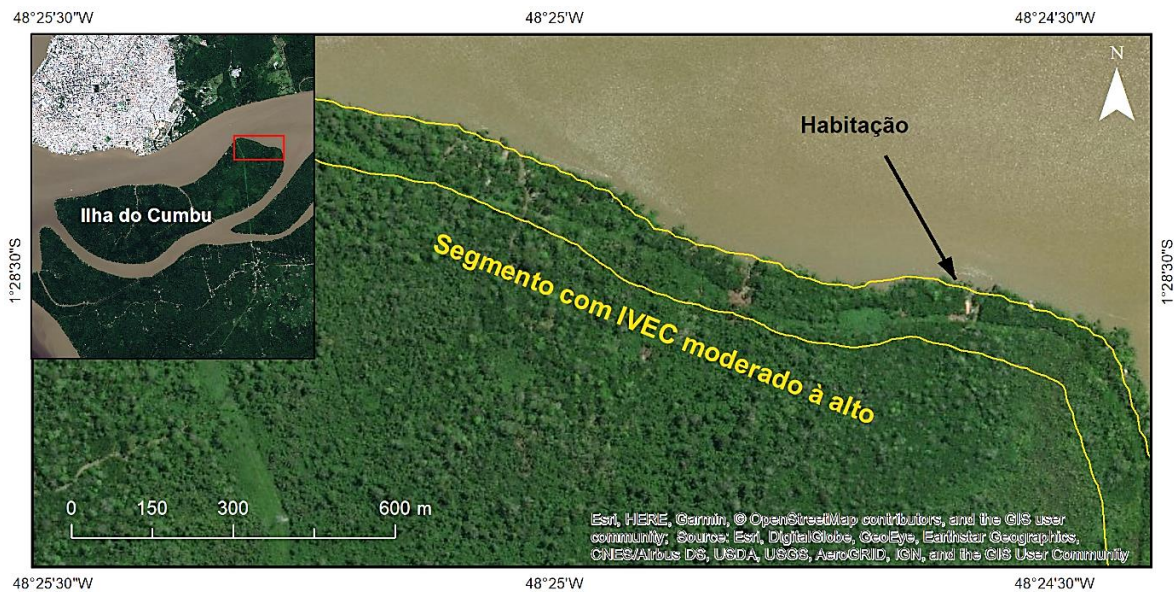 48°25'30"W
48°25'W
48°24'30"W
N
Habitação
Ilha do Cumbu
1°28'30"S
1°28'30"S
Segmento com IVEC moderado à alto
0 150 300 600 m
Esri, HERE, Garmin, © OpenStreetMap contributors, and the GIS user
community; Source: Esri, DigitalGlobe, GeoEye, Earthstar Geographics,
CNES/Airbus DS, USDA, USGS, AeroGRID, IGN, and the GIS User Community
48°25'30"W
48°25'W
48°24'30"W